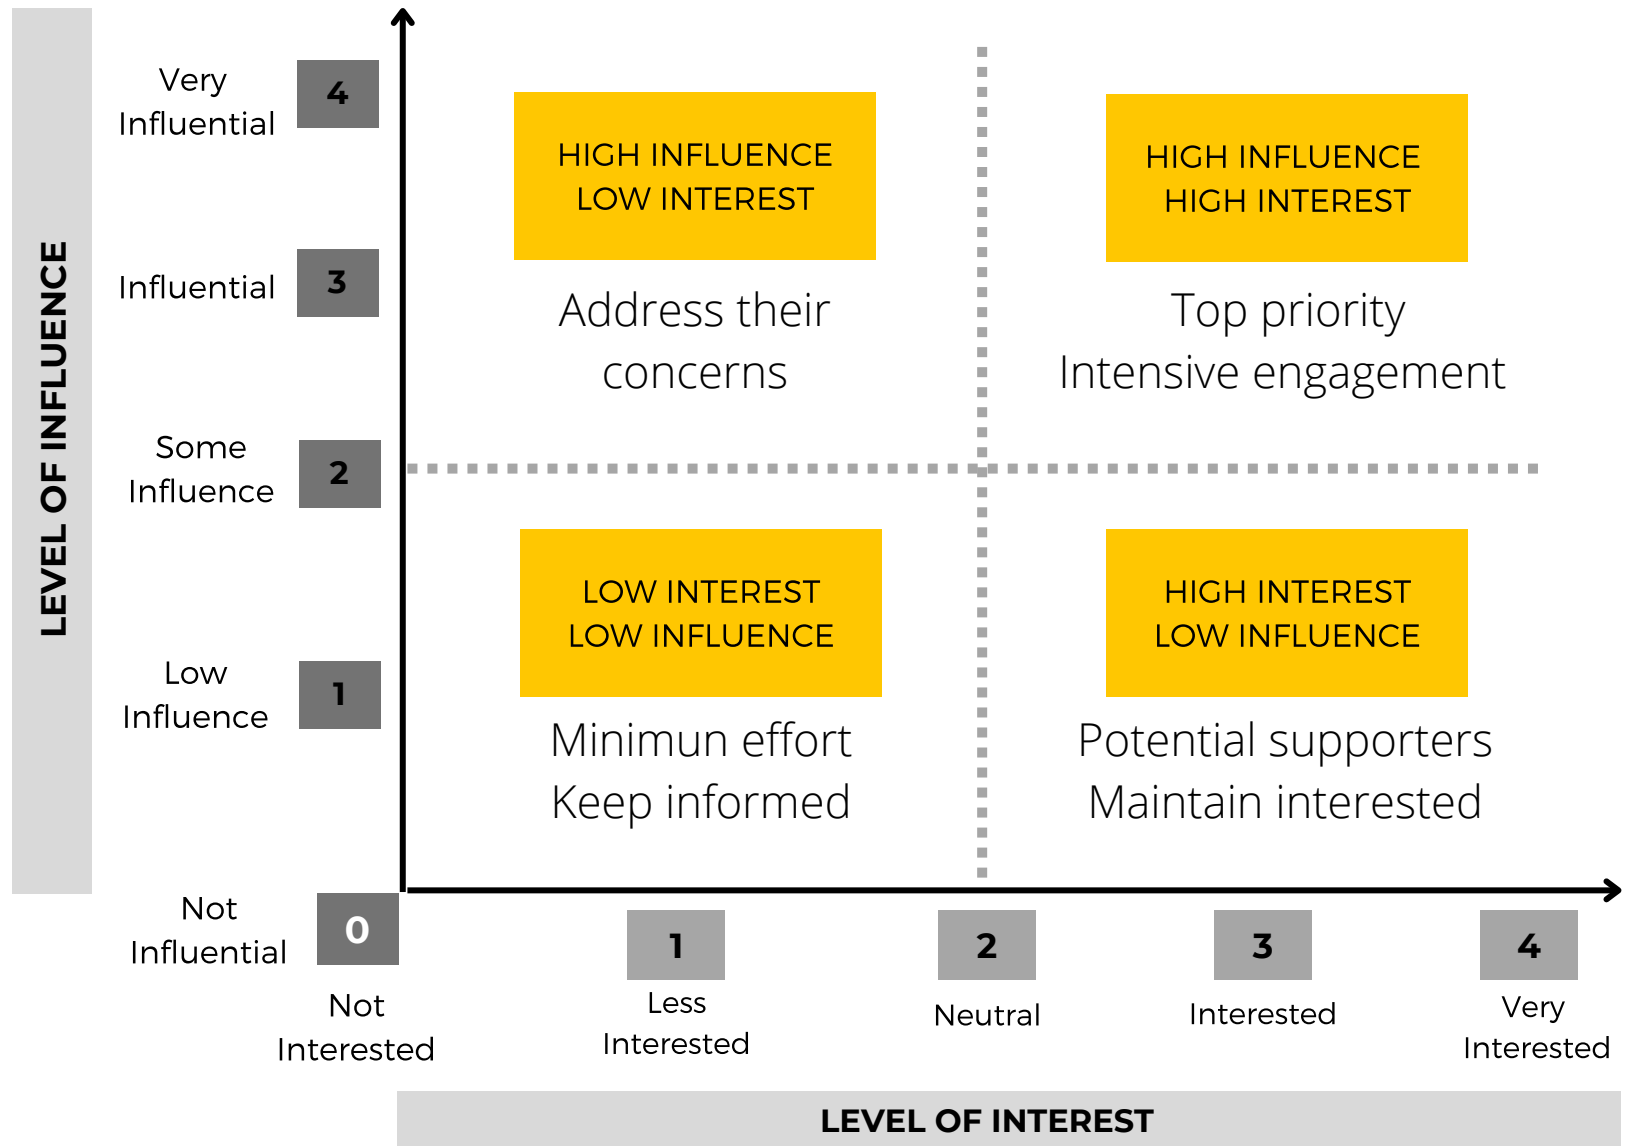 LEVEL OF INFLUENCE
Very
Influential
4
Influential
3
Some
Influence
2
Low
Influence
1
Not
Influential
0
HIGH INFLUENCE
LOW INTEREST
Address their
concerns
HIGH INFLUENCE
HIGH INTEREST
Top priority
Intensive engagement
LOW INTEREST
LOW INFLUENCE
Minimun effort
Keep informed
HIGH INTEREST
LOW INFLUENCE
Potential supporters
Maintain interested
Not
Interested
1
Less
Interested
2
Neutral
3
Interested
4
Very
Interested
LEVEL OF INTEREST